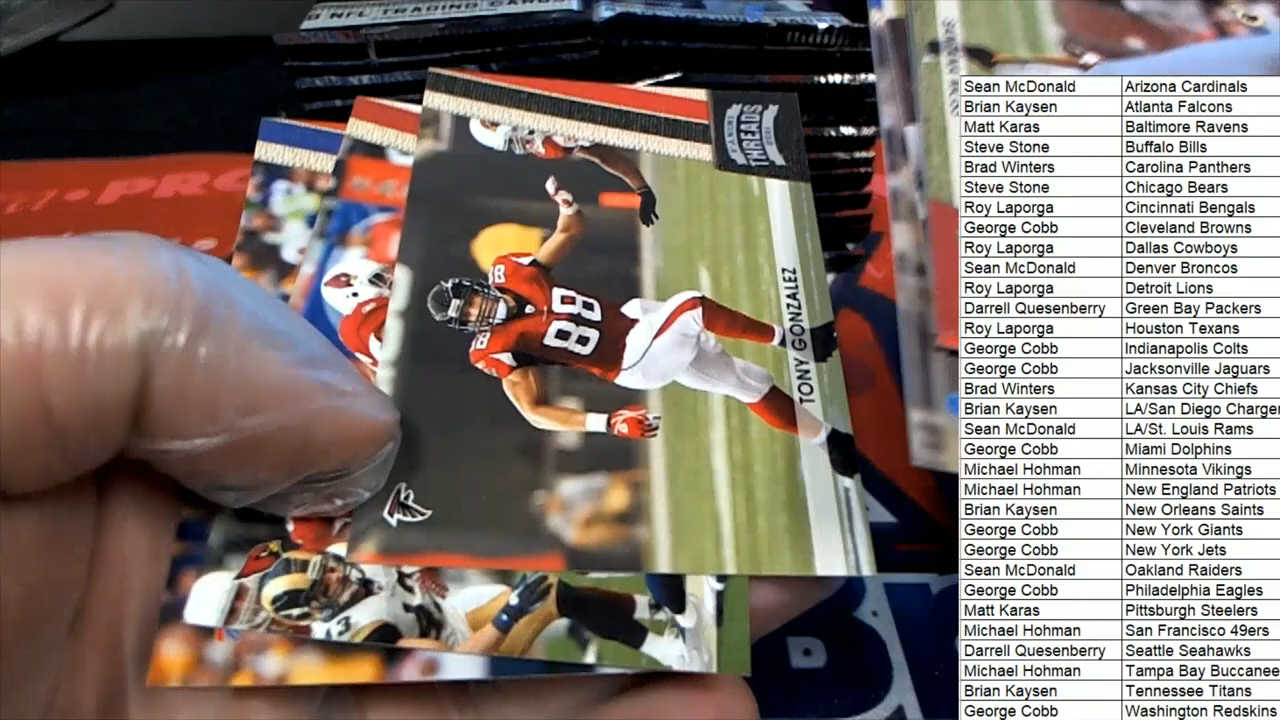 NFL TRADING CARD
PANINI
THREADS
88
88
TONY GONZALEZ
Sean McDonald Arizona Cardinals
Brian Kaysen Atlanta Falcons
Matt Karas Baltimore Ravens
Steve Stone Buffalo Bills
Brad Winters Carolina Panthers
Steve Stone Chicago Bears
Roy Laporga Cincinnati Bengals
George Cobb Cleveland Browns
Roy Laporga Dallas Cowboys
Sean McDonald Denver Broncos
Roy Laporga Detroit Lions
Darrell Quesenberry Green Bay Packers
Roy Laporga Houston Texans
George Cobb Indianapolis Colts
George Cobb Jacksonville Jaguars
Brad Winters Kansas City Chiefs
Brian Kaysen LA/San Diego Charge
Sean McDonald LA/St. Louis Rams
George Cobb Miami Dolphins
Michael Hohman Minnesota Vikings
Michael Hohman New England Patriots
Brian Kaysen New Orleans Saints
George Cobb New York Giants
George Cobb New York Jets
Sean McDonald Oakland Raiders
George Cobb Philadelphia Eagles
Matt Karas Pittsburgh Steelers
Michael Hohman San Francisco 49ers
Darrell Quesenberry Seattle Seahawks
Michael Hohman Tampa Bay Buccanee
Brian Kaysen Tennessee Titans
George Cobb Washington Redskins